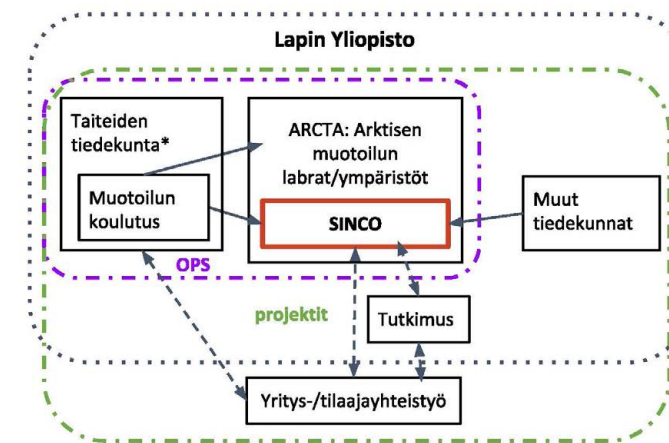 Lapin Yliopisto
Taiteiden
tiedekunta*
Muotoilun
koulutus
ARCTA: Arktisen
muotoilun
labrat/ympäristöt
SINCO
Muut
tiedekunnat
OPS
projektit
Tutkimus
Yritys-/tilaajayhteistyö